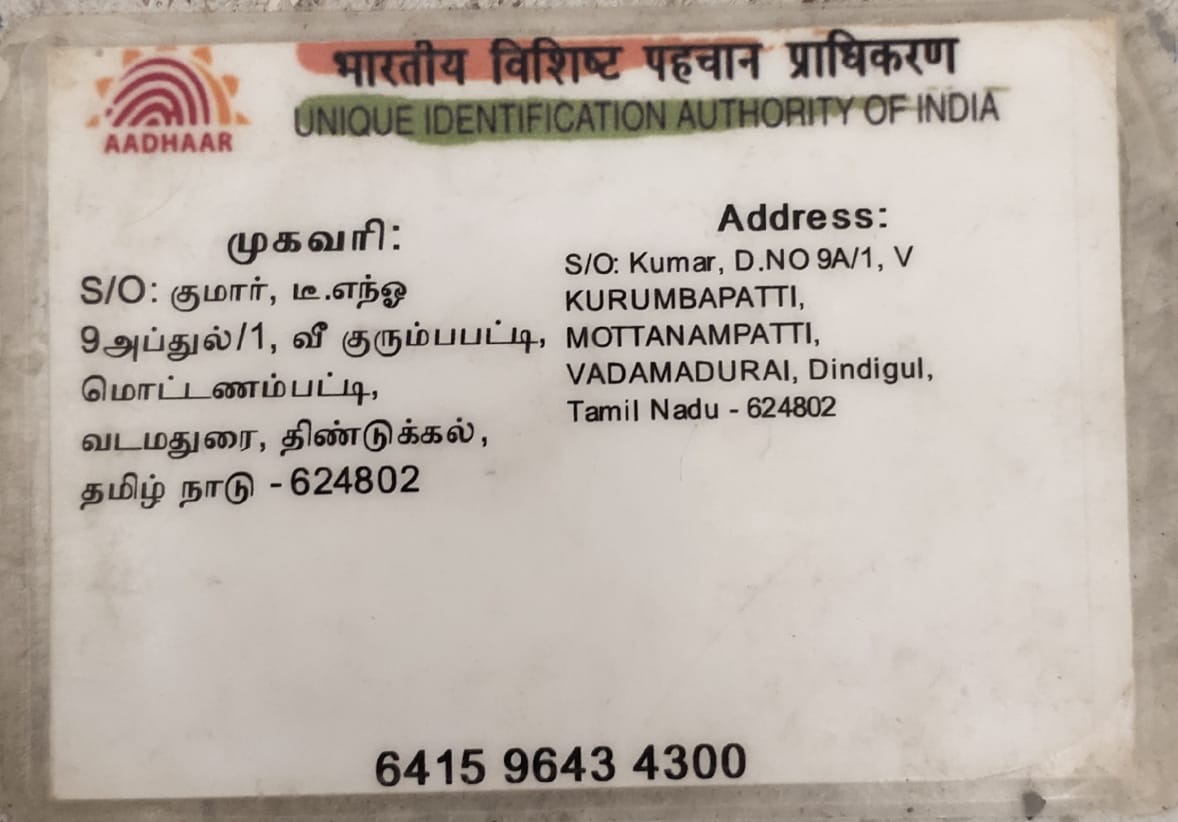 भारतीय विशिष्ट पहचान प्राधिकरण
UNIQUE IDENTIFICATION AUTHORITY OF INDIA
AADHAAR
முகவரி:
S/O: குமார், டீ.எந்ஓ
9அப்துல்/1, வீ குரும்பபட்டி,
மொட்டணம்பட்டி,
வடமதுரை, திண்டுக்கல்,
தமிழ் நாடு - 624802
Address:
S/O: Kumar, D.NO 9A/1, V
KURUMBAPATTI,
MOTTANAMPATTI,
VADAMADURAI, Dindigul,
Tamil Nadu - 624802
6415 9643 4300